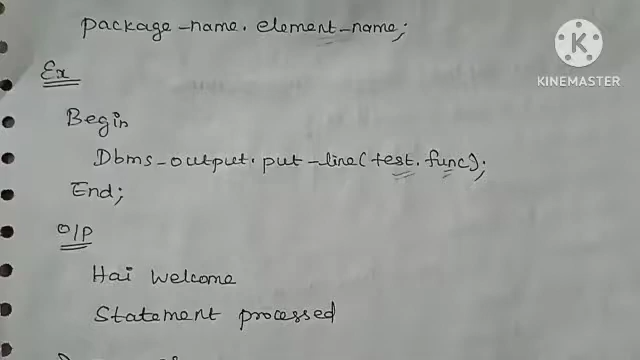 package-name. element-name;
K
KINEMASTER
Ex
Begin
Dbms-output. put-line(test. func);
End;
O/P
Hai Welcome
Statement processed